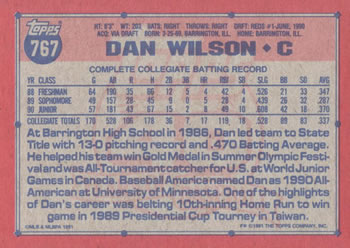 Topps
767
HT: 6'3" WT: 203 BATS: RIGHT THROWS: RIGHT DRAFT: REDS #1-JUNE, 1990
ACQ: VIA DRAFT BORN: 3-25-69, BARRINGTON, ILL. HOME: BARRINGTON, ILL.
DAN WILSON • C
COMPLETE COLLEGIATE BATTING RECORD
YR CLASS G AB R H 2B 3B HR RBI SB SLG BB SO AVG
88 FRESHMAN
89 SOPHOMORE
90 JUNIOR
COLLEGIATE TOTALS
At Barrington High School in 1986, Dan led team to State
Title with 13-0 pitching record and .470 Batting Average.
He helped his team win Gold Medal in Summer Olympic Festi-
val and was All-Tournament catcher for U.S. at World Junior
Games in Canada. Baseball America named Dan as 1990 All-
American at University of Minnesota. One of the highlights
of Dan's career was belting 10th-inning Home Run to win
game in 1989 Presidential Cup Tourney in Taiwan.
©MLB & MLBPA 1991 ©1991 THE TOPPS COMPANY, INC.